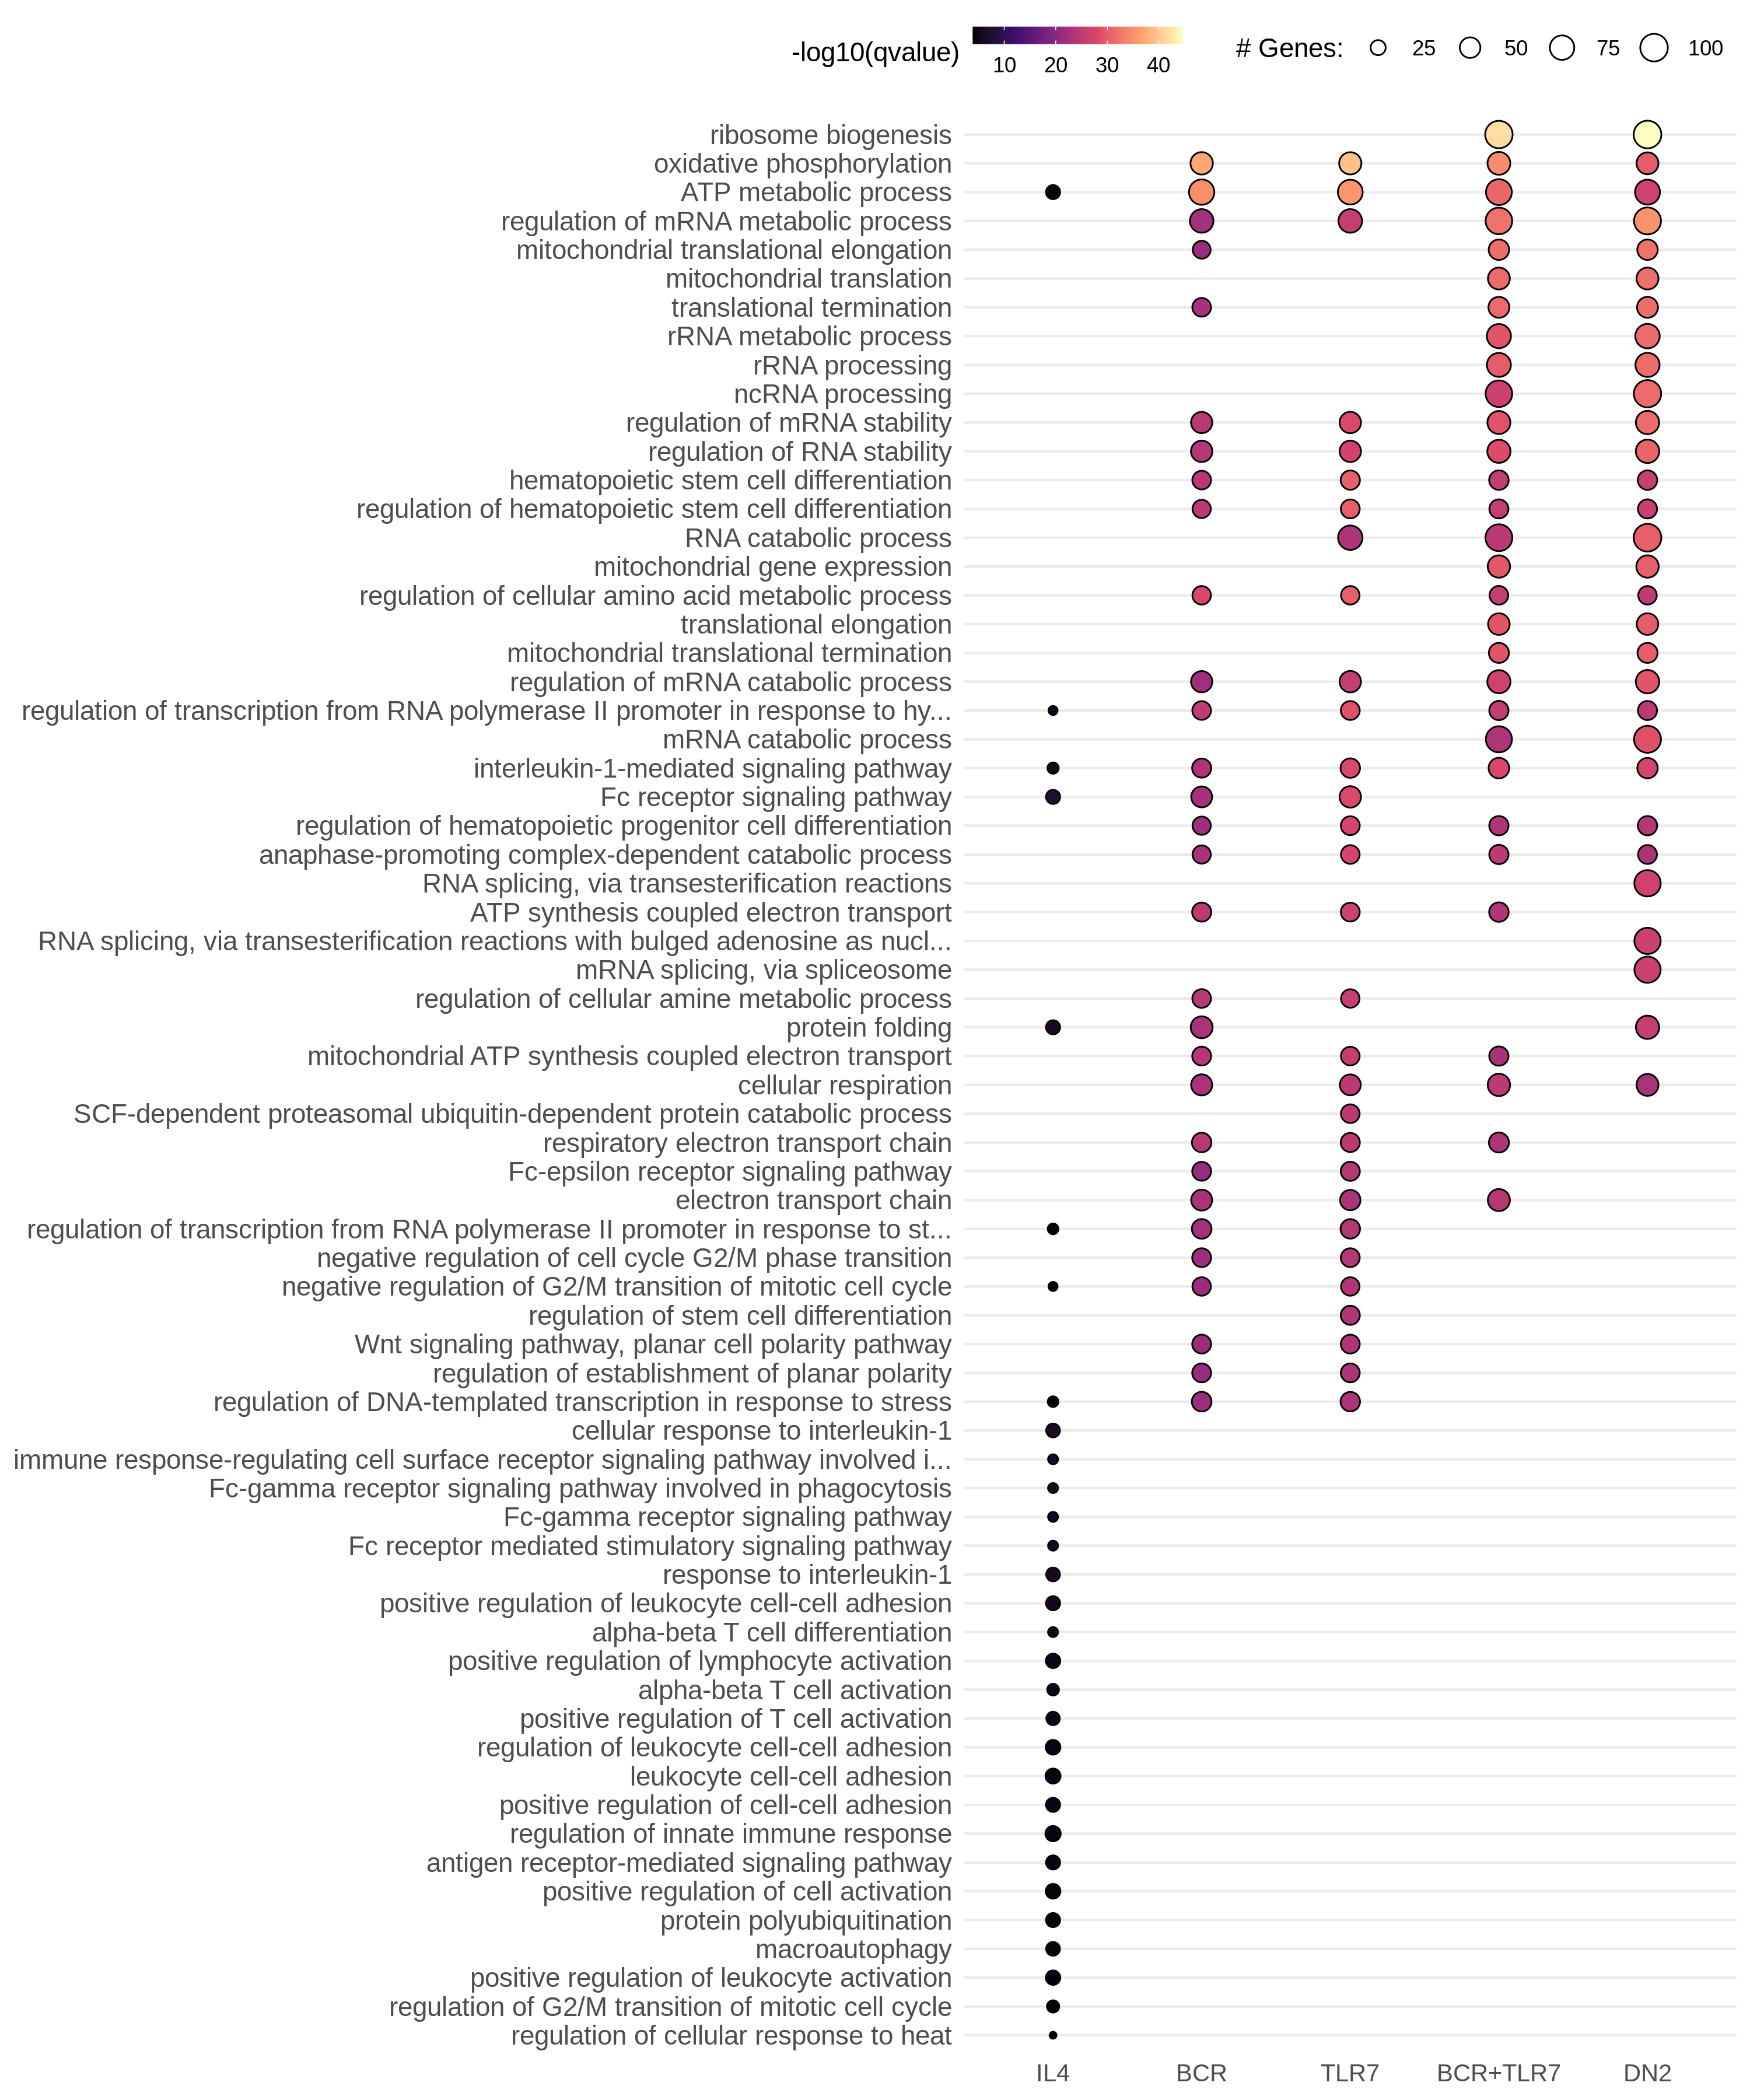 -log10(qvalue)
10 20 30 40
# Genes: 25 50 75 100
ribosome biogenesis
oxidative phosphorylation
ATP metabolic process
regulation of mRNA metabolic process
mitochondrial translational elongation
mitochondrial translation
translational termination
rRNA metabolic process
rRNA processing
ncRNA processing
regulation of mRNA stability
regulation of RNA stability
hematopoietic stem cell differentiation
regulation of hematopoietic stem cell differentiation
RNA catabolic process
mitochondrial gene expression
regulation of cellular amino acid metabolic process
translational elongation
mitochondrial translational termination
regulation of mRNA catabolic process
regulation of transcription from RNA polymerase II promoter in response to hy...
mRNA catabolic process
interleukin-1-mediated signaling pathway
Fc receptor signaling pathway
regulation of hematopoietic progenitor cell differentiation
anaphase-promoting complex-dependent catabolic process
RNA splicing, via transesterification reactions
ATP synthesis coupled electron transport
RNA splicing, via transesterification reactions with bulged adenosine as nucl...
mRNA splicing, via spliceosome
regulation of cellular amine metabolic process
protein folding
mitochondrial ATP synthesis coupled electron transport
cellular respiration
SCF-dependent proteasomal ubiquitin-dependent protein catabolic process
respiratory electron transport chain
Fc-epsilon receptor signaling pathway
electron transport chain
regulation of transcription from RNA polymerase II promoter in response to st...
negative regulation of cell cycle G2/M phase transition
negative regulation of G2/M transition of mitotic cell cycle
regulation of stem cell differentiation
Wnt signaling pathway, planar cell polarity pathway
regulation of establishment of planar polarity
regulation of DNA-templated transcription in response to stress
cellular response to interleukin-1
immune response-regulating cell surface receptor signaling pathway involved i...
Fc-gamma receptor signaling pathway involved in phagocytosis
Fc-gamma receptor signaling pathway
Fc receptor mediated stimulatory signaling pathway
response to interleukin-1
positive regulation of leukocyte cell-cell adhesion
alpha-beta T cell differentiation
positive regulation of lymphocyte activation
alpha-beta T cell activation
positive regulation of T cell activation
regulation of leukocyte cell-cell adhesion
leukocyte cell-cell adhesion
positive regulation of cell-cell adhesion
regulation of innate immune response
antigen receptor-mediated signaling pathway
positive regulation of cell activation
protein polyubiquitination
macroautophagy
positive regulation of leukocyte activation
regulation of G2/M transition of mitotic cell cycle
regulation of cellular response to heat
IL4 BCR TLR7 BCR+TLR7 DN2